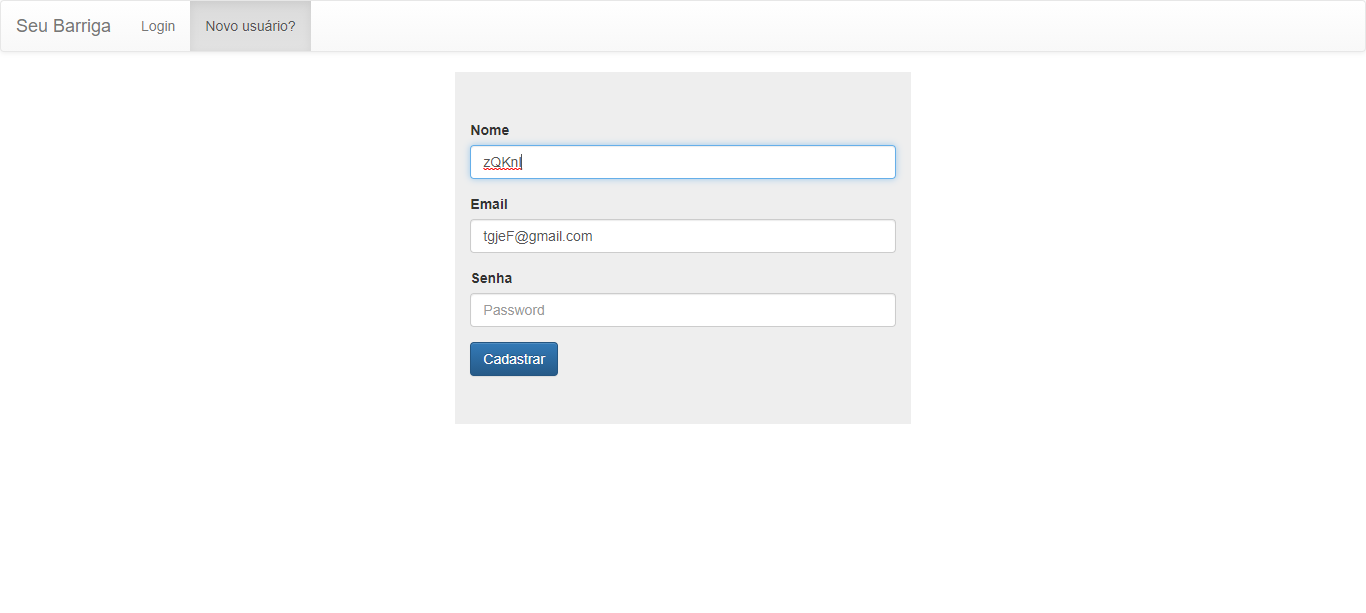 Seu Barriga Login Novo usuário?
Nome
zQKnl
Email
tgjeF@gmail.com
Senha
Password
Cadastrar